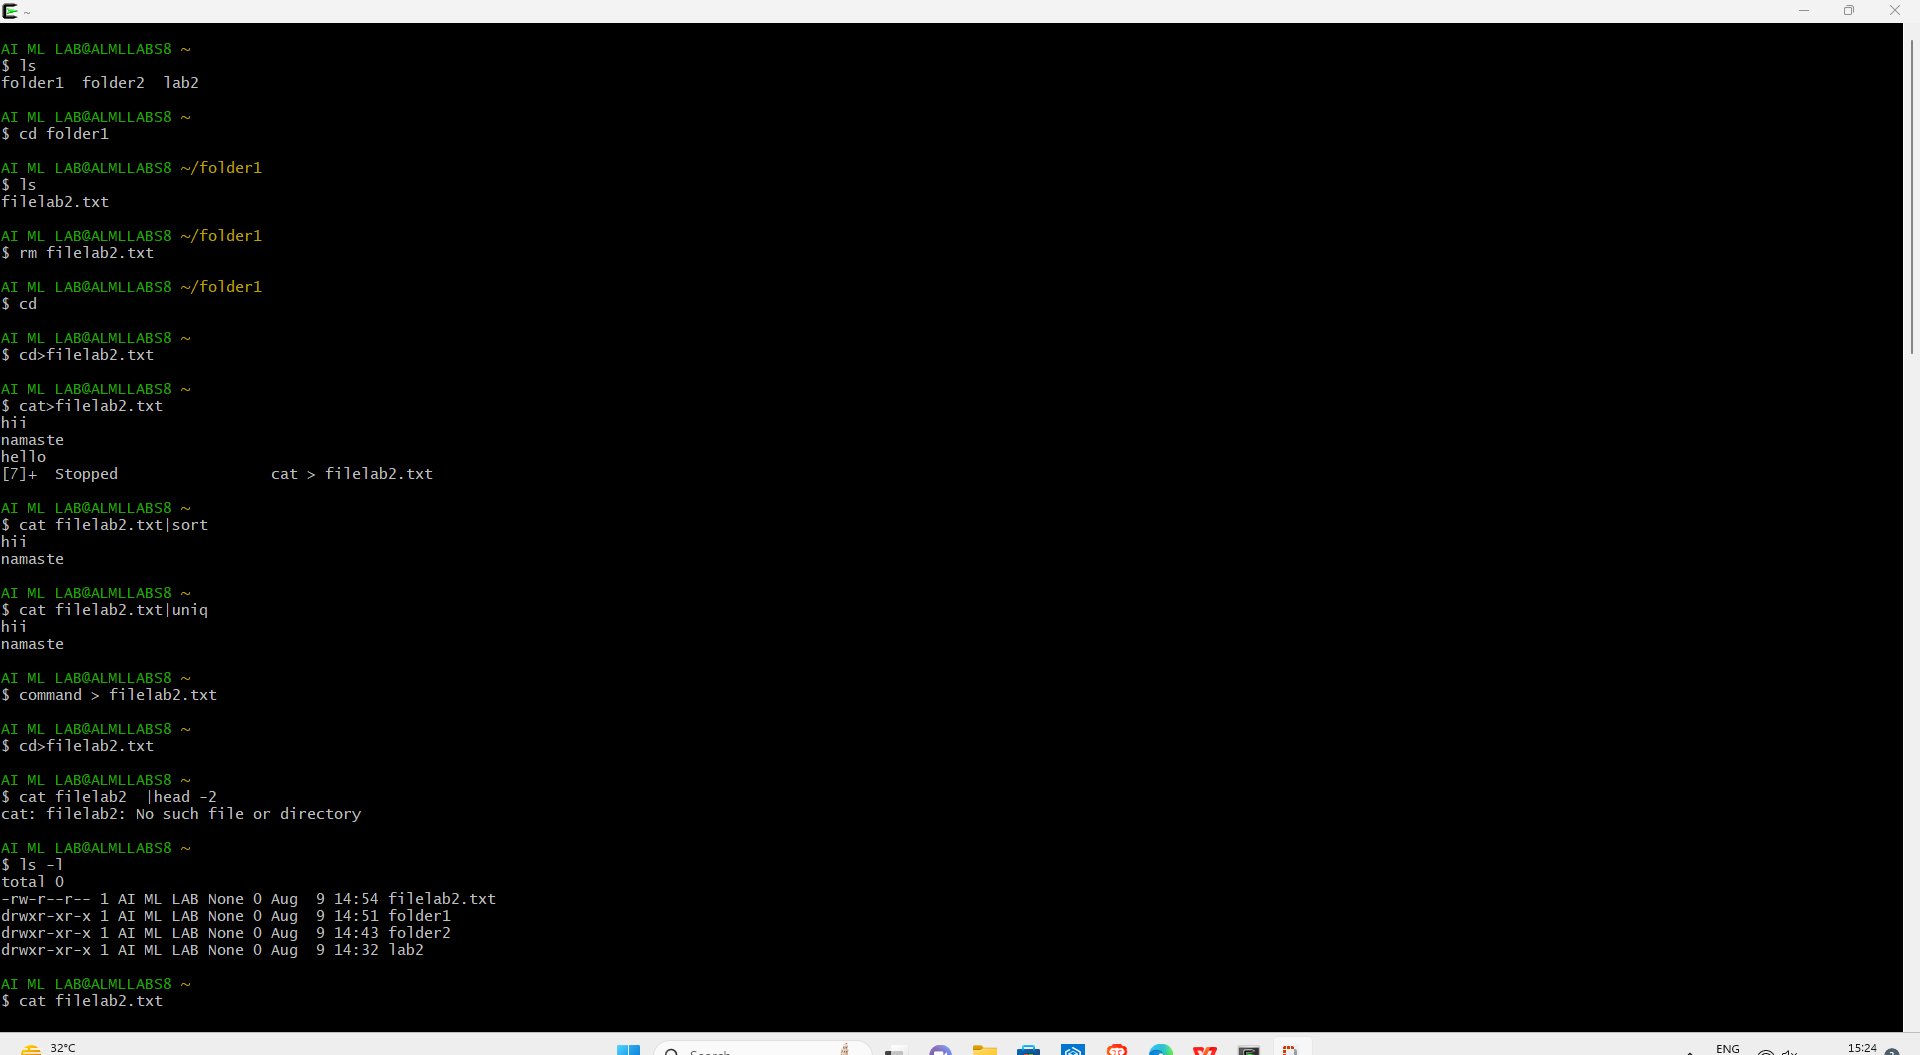 ~
AI ML LAB@ALMLLABS8 ~
$ ls
folder1  folder2  lab2
AI ML LAB@ALMLLABS8 ~
$ cd folder1
AI ML LAB@ALMLLABS8 ~/folder1
$ ls
filelab2.txt
AI ML LAB@ALMLLABS8 ~/folder1
$ rm filelab2.txt
AI ML LAB@ALMLLABS8 ~/folder1
$ cd
AI ML LAB@ALMLLABS8 ~
$ cd>filelab2.txt
AI ML LAB@ALMLLABS8 ~
$ cat>filelab2.txt
hii
namaste
hello
[7]+  Stopped                 cat > filelab2.txt
AI ML LAB@ALMLLABS8 ~
$ cat filelab2.txt|sort
hii
namaste
AI ML LAB@ALMLLABS8 ~
$ cat filelab2.txt|uniq
hii
namaste
AI ML LAB@ALMLLABS8 ~
$ command > filelab2.txt
AI ML LAB@ALMLLABS8 ~
$ cd>filelab2.txt
AI ML LAB@ALMLLABS8 ~
$ cat filelab2  |head -2
cat: filelab2: No such file or directory
AI ML LAB@ALMLLABS8 ~
$ ls -l
total 0
-rw-r--r-- 1 AI ML LAB None 0 Aug  9 14:54 filelab2.txt
drwxr-xr-x 1 AI ML LAB None 0 Aug  9 14:51 folder1
drwxr-xr-x 1 AI ML LAB None 0 Aug  9 14:43 folder2
drwxr-xr-x 1 AI ML LAB None 0 Aug  9 14:32 lab2
AI ML LAB@ALMLLABS8 ~
$ cat filelab2.txt
32°C
Search
ENG
15:24